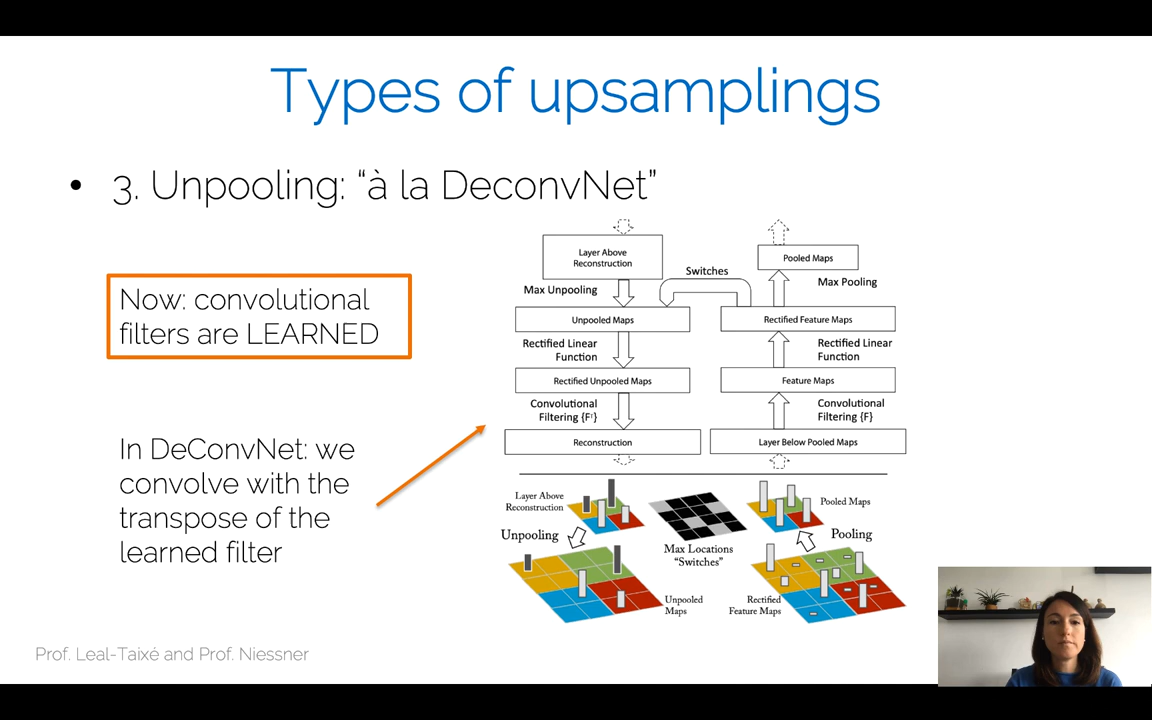 Types of upsamplings
• 3. Unpooling: “à la DeconvNet”
Now: convolutional
filters are LEARNED
In DeConvNet: we
convolve with the
transpose of the
learned filter
Layer Above
Reconstruction
Max Unpooling
Unpooled Maps
Rectified Linear
Function
Rectified Unpooled Maps
Convolutional
Filtering {Fᵀ}
Reconstruction
Switches
Pooled Maps
Max Pooling
Rectified Feature Maps
Rectified Linear
Function
Feature Maps
Convolutional
Filtering {F}
Layer Below Pooled Maps
Layer Above
Reconstruction
Unpooling
Unpooled
Maps
Max Locations
“Switches”
Pooled Maps
Pooling
Rectified
Feature Maps
Prof. Leal-Taixé and Prof. Niessner